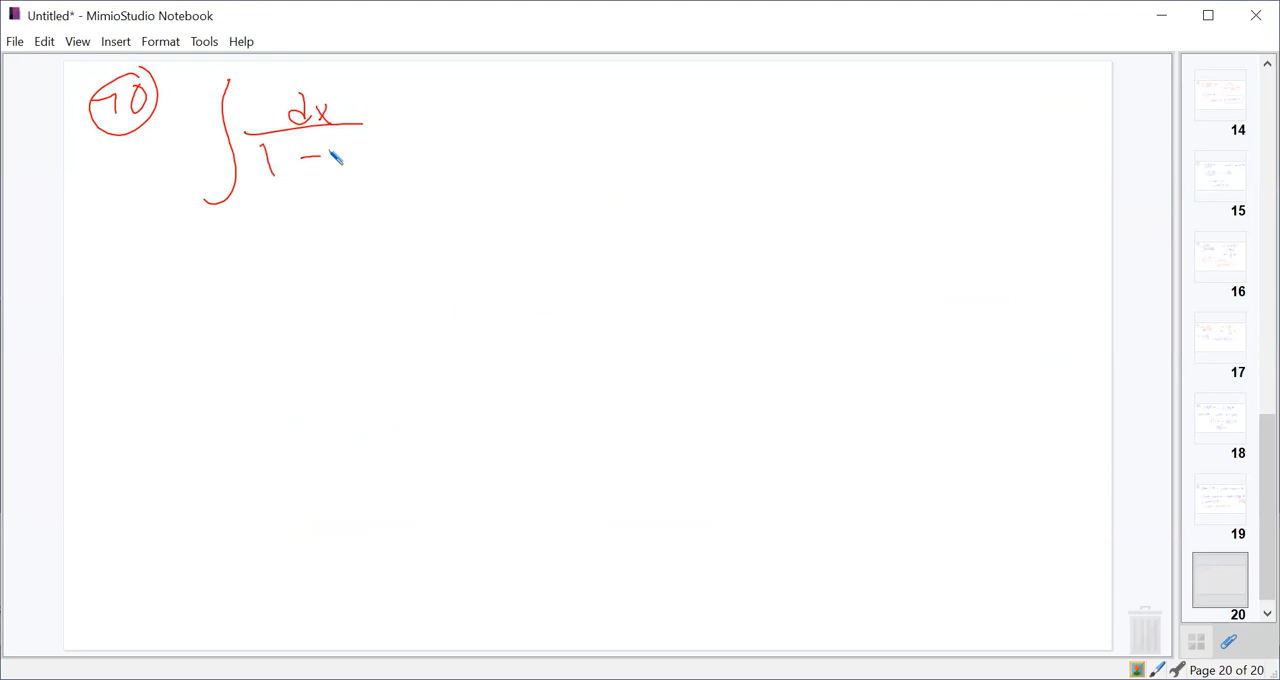 Untitled* - MimioStudio Notebook
File Edit View Insert Format Tools Help
70 ∫ dx / 1 -
14
15
16
17
18
19
20
Page 20 of 20